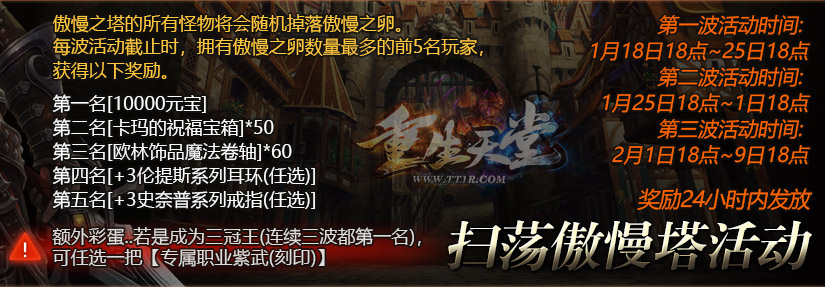 傲慢之塔的所有怪物将会随机掉落傲慢之卵。
每波活动截止时，拥有傲慢之卵数量最多的前5名玩家，
获得以下奖励。
第一名[10000元宝]
第二名[卡玛的祝福宝箱]*50
第三名[欧林饰品魔法卷轴]*60
第四名[+3伦提斯系列耳环(任选)]
第五名[+3史奈普系列戒指(任选)]
额外彩蛋..若是成为三冠王(连续三波都第一名),
可任选一把【专属职业紫武(刻印)】
重生天堂
WWW.TT1R.COM
第一波活动时间:
1月18日18点~25日18点
第二波活动时间:
1月25日18点~1日18点
第三波活动时间:
2月1日18点~9日18点
奖励24小时内发放
扫荡傲慢塔活动